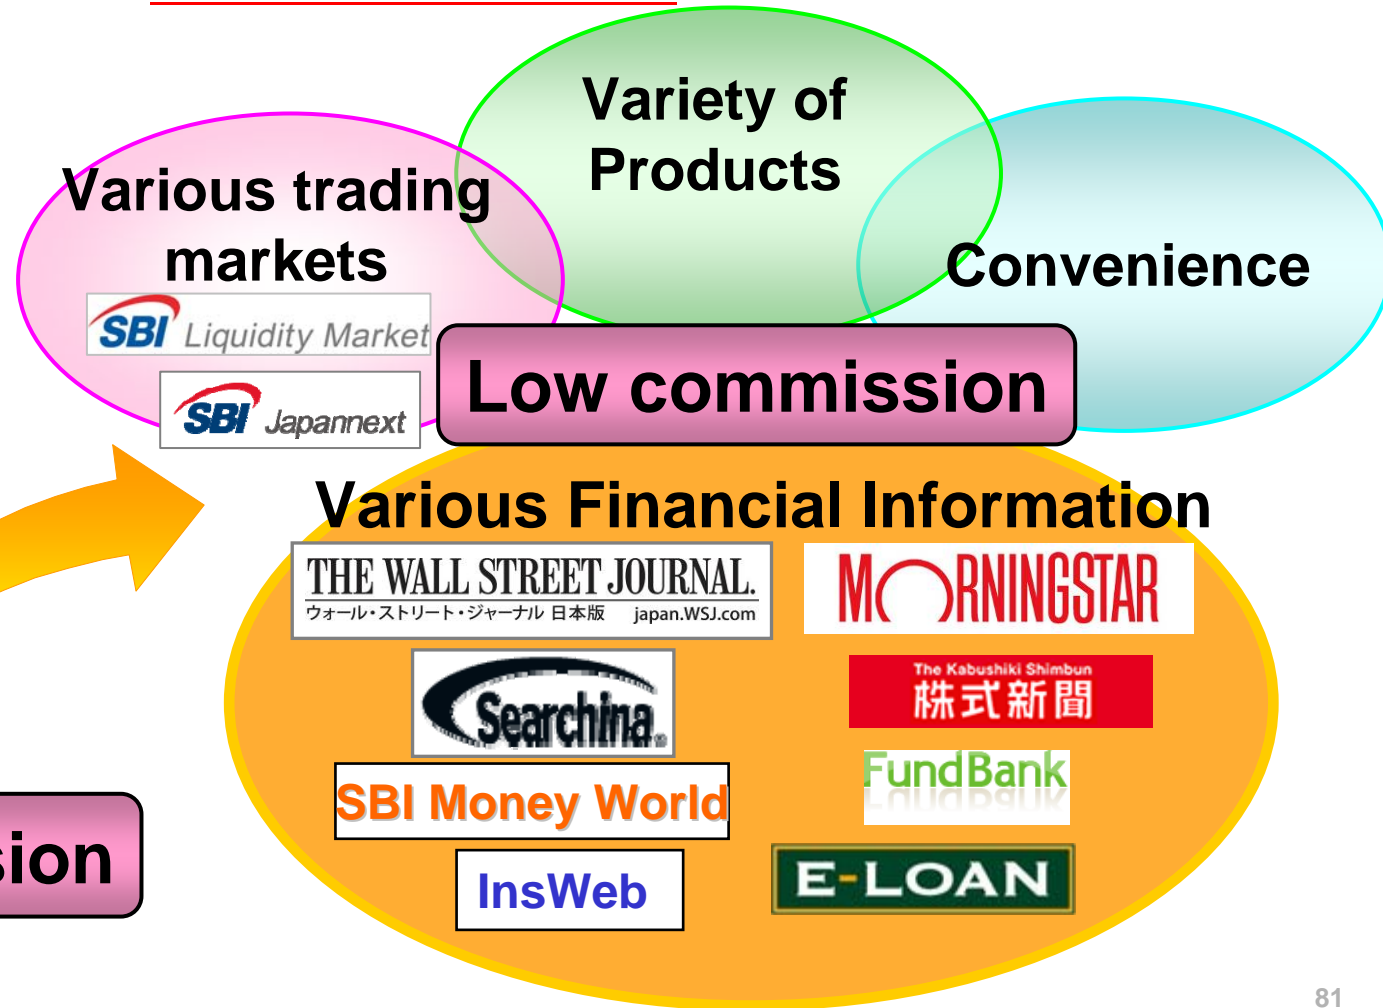 Variety of
Products
Various trading
markets
Convenience
SBI Liquidity Market
SBI Japannext
Low commission
Various Financial Information
THE WALL STREET JOURNAL.
ウォール・ストリート・ジャーナル 日本版 japan.WSJ.com
MORNINGSTAR
Searchina
The Kabushiki Shimbun
株式新聞
SBI Money World
FundBank
InsWeb
E-LOAN
sion
81